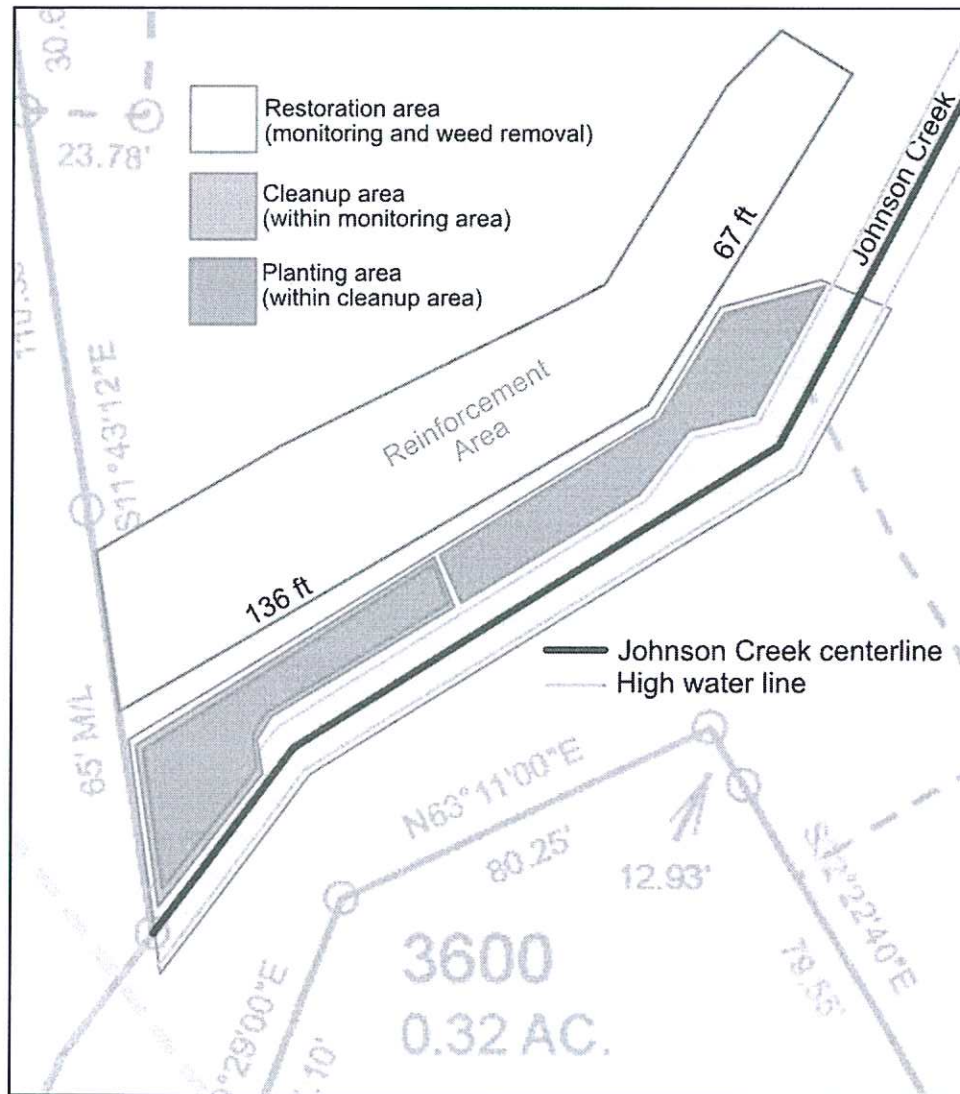 30.6
23.78'
Restoration area
(monitoring and weed removal)
Cleanup area
(within monitoring area)
Planting area
(within cleanup area)
Johnson Creek
67 ft
S11°43'12"E
Reinforcement
Area
136 ft
65' M/L
Johnson Creek centerline
High water line
N63°11'00"E
80.25'
12.93'
3600
0.32 AC.